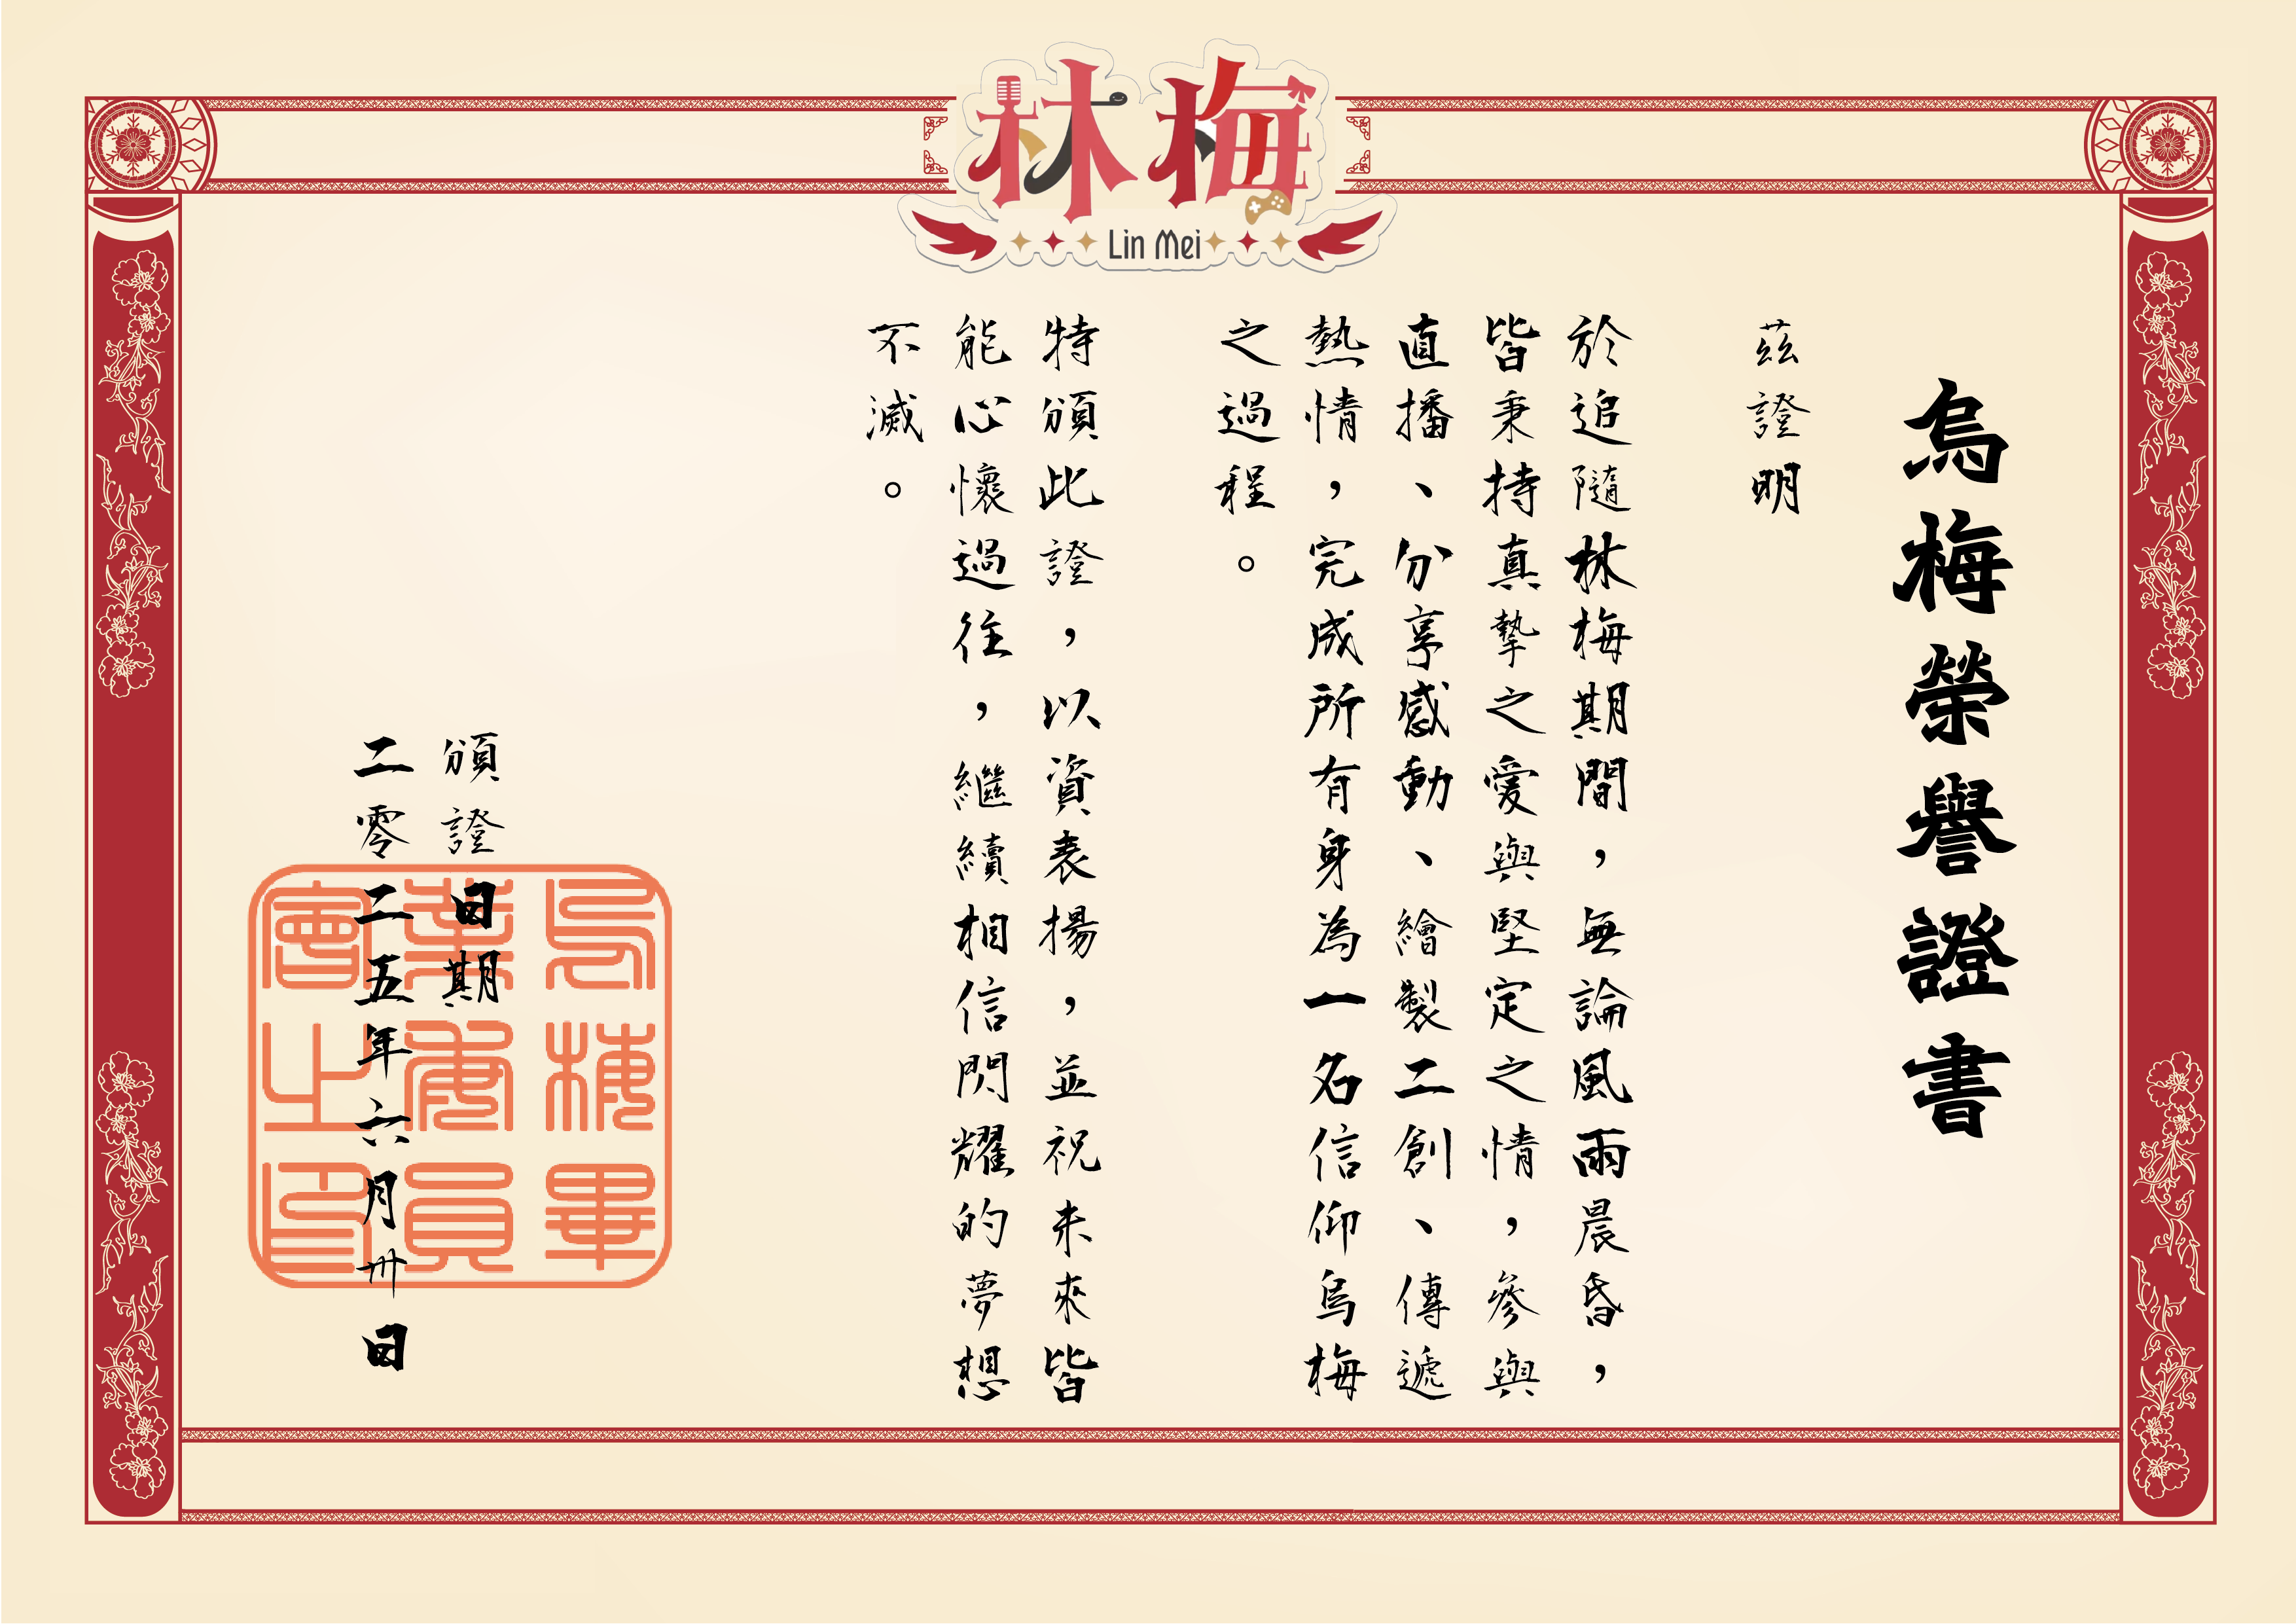 林梅
Lin Mei
烏梅榮譽證書
茲證明
於追隨林梅期間，無論風雨晨昏，
皆秉持真摯之愛與堅定之情，參與
直播、分享感動、繪製二創、傳遞
熱情，完成所有身為一名信仰烏梅
之過程。
特頒此證，以資表揚，並祝未來皆
能心懷過往，繼續相信閃耀的夢想
不滅。
頒證日期
二零二五年六月卅日
烏梅畢
業委員
會之印